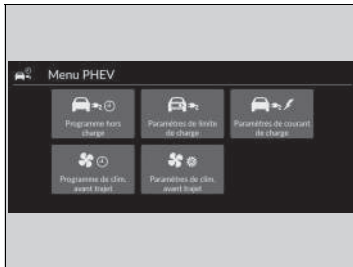 Menu PHEV
Programme hors
charge
Paramètres de limite
de charge
Paramètres de courant
de charge
Programme de clim.
avant trajet
Paramètres de clim.
avant trajet